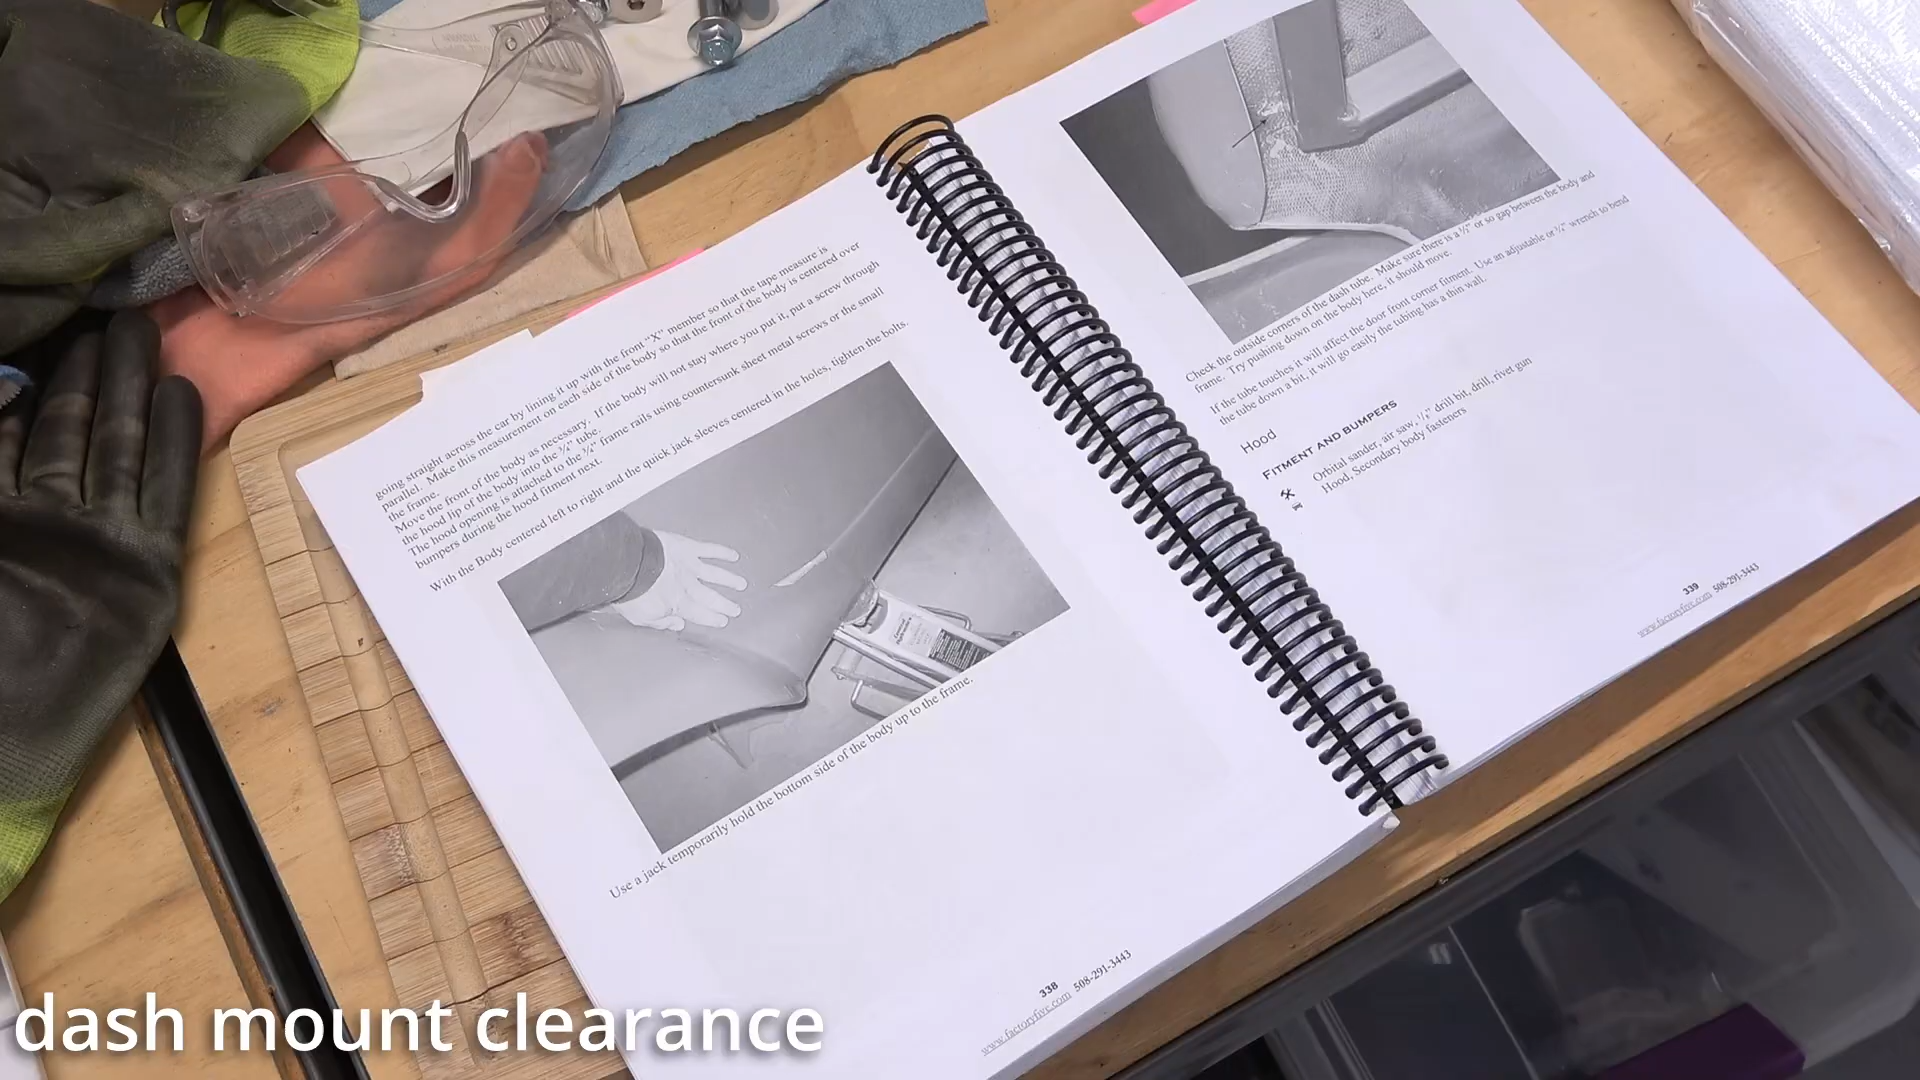 going straight across the car by lining it up with the front "X" member so that the tape measure is
parallel. Make this measurement on each side of the body so that the front of the body is centered over
the frame.
Move the front of the body as necessary. If the body will not stay where you put it, put a screw through
the hood lip of the body into the ¾" tube.
The hood opening is attached to the ¾" frame rails using countersunk sheet metal screws or the small
bumpers during the hood fitment next.
With the Body centered left to right and the quick jack sleeves centered in the holes, tighten the bolts.
Use a jack temporarily hold the bottom side of the body up to the frame.
338
www.factoryfive.com 508-291-3443
Check the outside corners of the dash tube. Make sure there is a or so gap between the body and
frame. Try pushing down on the body here, it should move.
If the tube touches it will affect the door front corner fitment. Use an adjustable or wrench to bend
the tube down a bit, it will go easily the tubing has a thin wall.
Hood
FITMENT AND BUMPERS
Orbital sander, air saw, drill bit, drill, rivet gun
Hood, Secondary body fasteners
339
www.factoryfive.com 508-291-3443
dash mount clearance